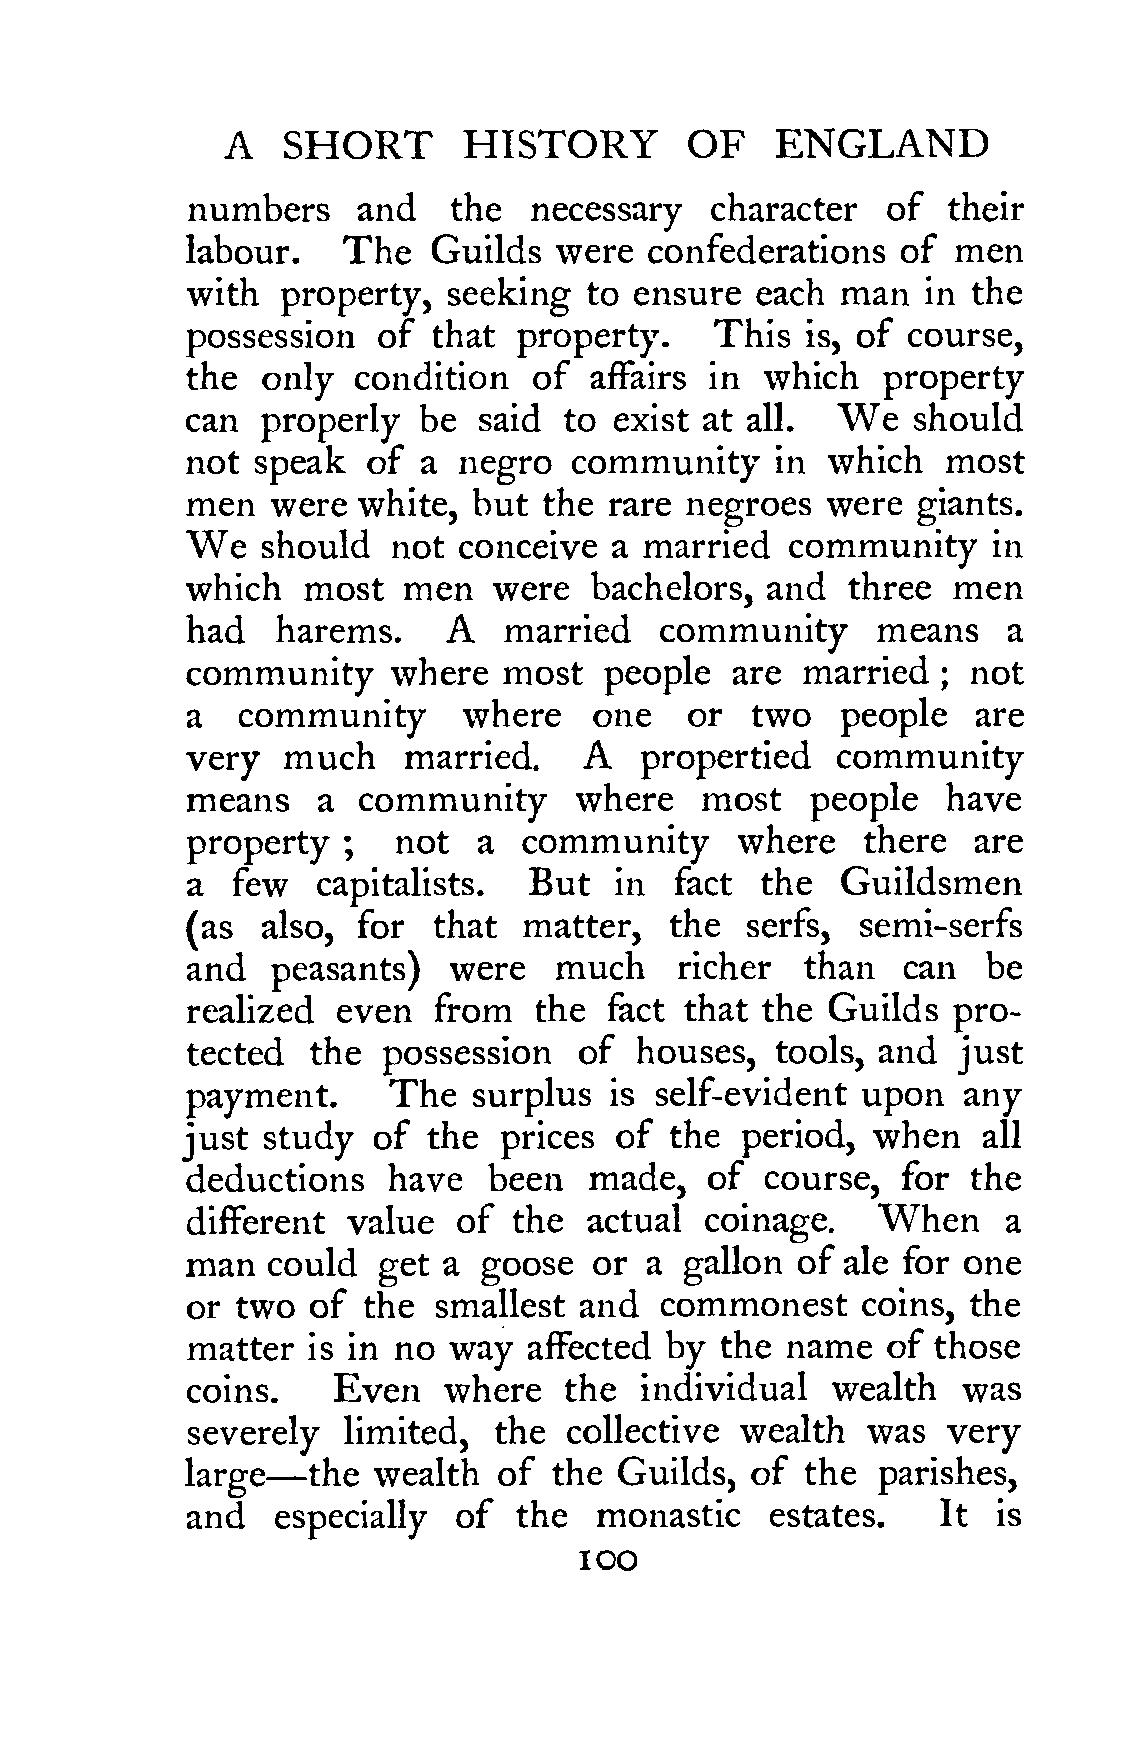 A SHORT HISTORY OF ENGLAND
numbers and the necessary character of their
labour. The Guilds were confederations of men
with property, seeking to ensure each man in the
possession of that property. This is, of course,
the only condition of affairs in which property
can properly be said to exist at all. We should
not speak of a negro community in which most
men were white, but the rare negroes were giants.
We should not conceive a married community in
which most men were bachelors, and three men
had harems. A married community means a
community where most people are married ; not
a community where one or two people are
very much married. A propertied community
means a community where most people have
property ; not a community where there are
a few capitalists. But in fact the Guildsmen
(as also, for that matter, the serfs, semi-serfs
and peasants) were much richer than can be
realized even from the fact that the Guilds pro-
tected the possession of houses, tools, and just
payment. The surplus is self-evident upon any
just study of the prices of the period, when all
deductions have been made, of course, for the
different value of the actual coinage. When a
man could get a goose or a gallon of ale for one
or two of the smallest and commonest coins, the
matter is in no way affected by the name of those
coins. Even where the individual wealth was
severely limited, the collective wealth was very
large—the wealth of the Guilds, of the parishes,
and especially of the monastic estates. It is
100